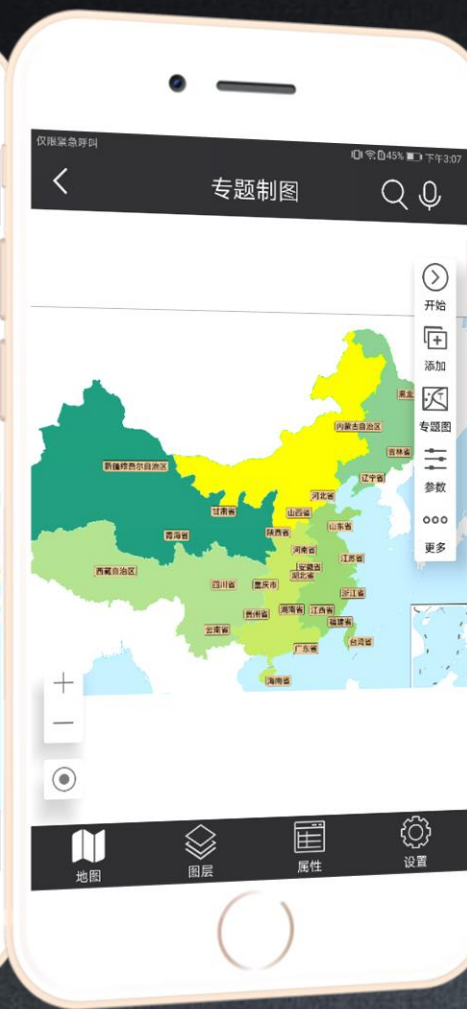 仅限紧急呼叫
45% 下午3:07
专题制图
开始
添加
专题图
参数
更多
黑龙
内蒙古自治区
吉林省
辽宁省
新疆维吾尔自治区
河北省
甘肃省
山西省
山东省
青海省
陕西省
河南省
江苏省
安徽省
西藏自治区
四川省
重庆市
湖北省
浙江省
贵州省
湖南省
江西省
云南省
福建省
台湾省
广东省
海南省
地图
图层
属性
设置